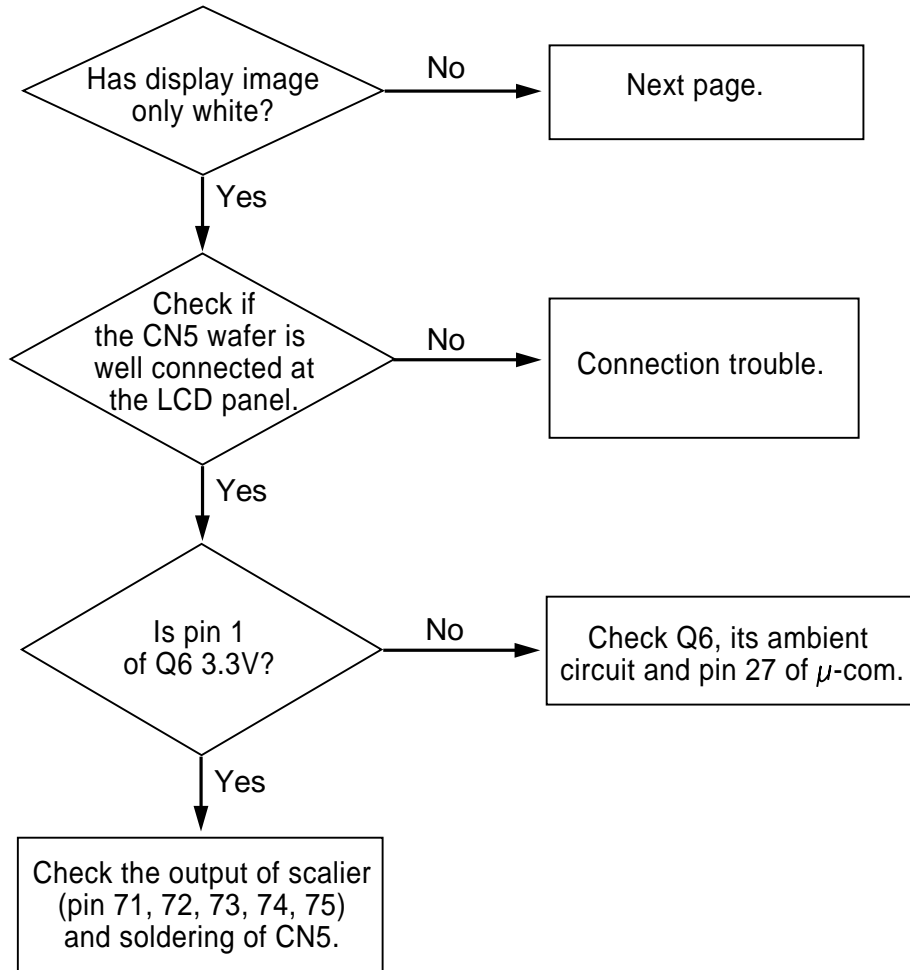 Has display image
only white?
No
Next page.
Yes
Check if
the CN5 wafer is
well connected at
the LCD panel.
No
Connection trouble.
Yes
Is pin 1
of Q6 3.3V?
No
Check Q6, its ambient
circuit and pin 27 of µ-com.
Yes
Check the output of scalier
(pin 71, 72, 73, 74, 75)
and soldering of CN5.